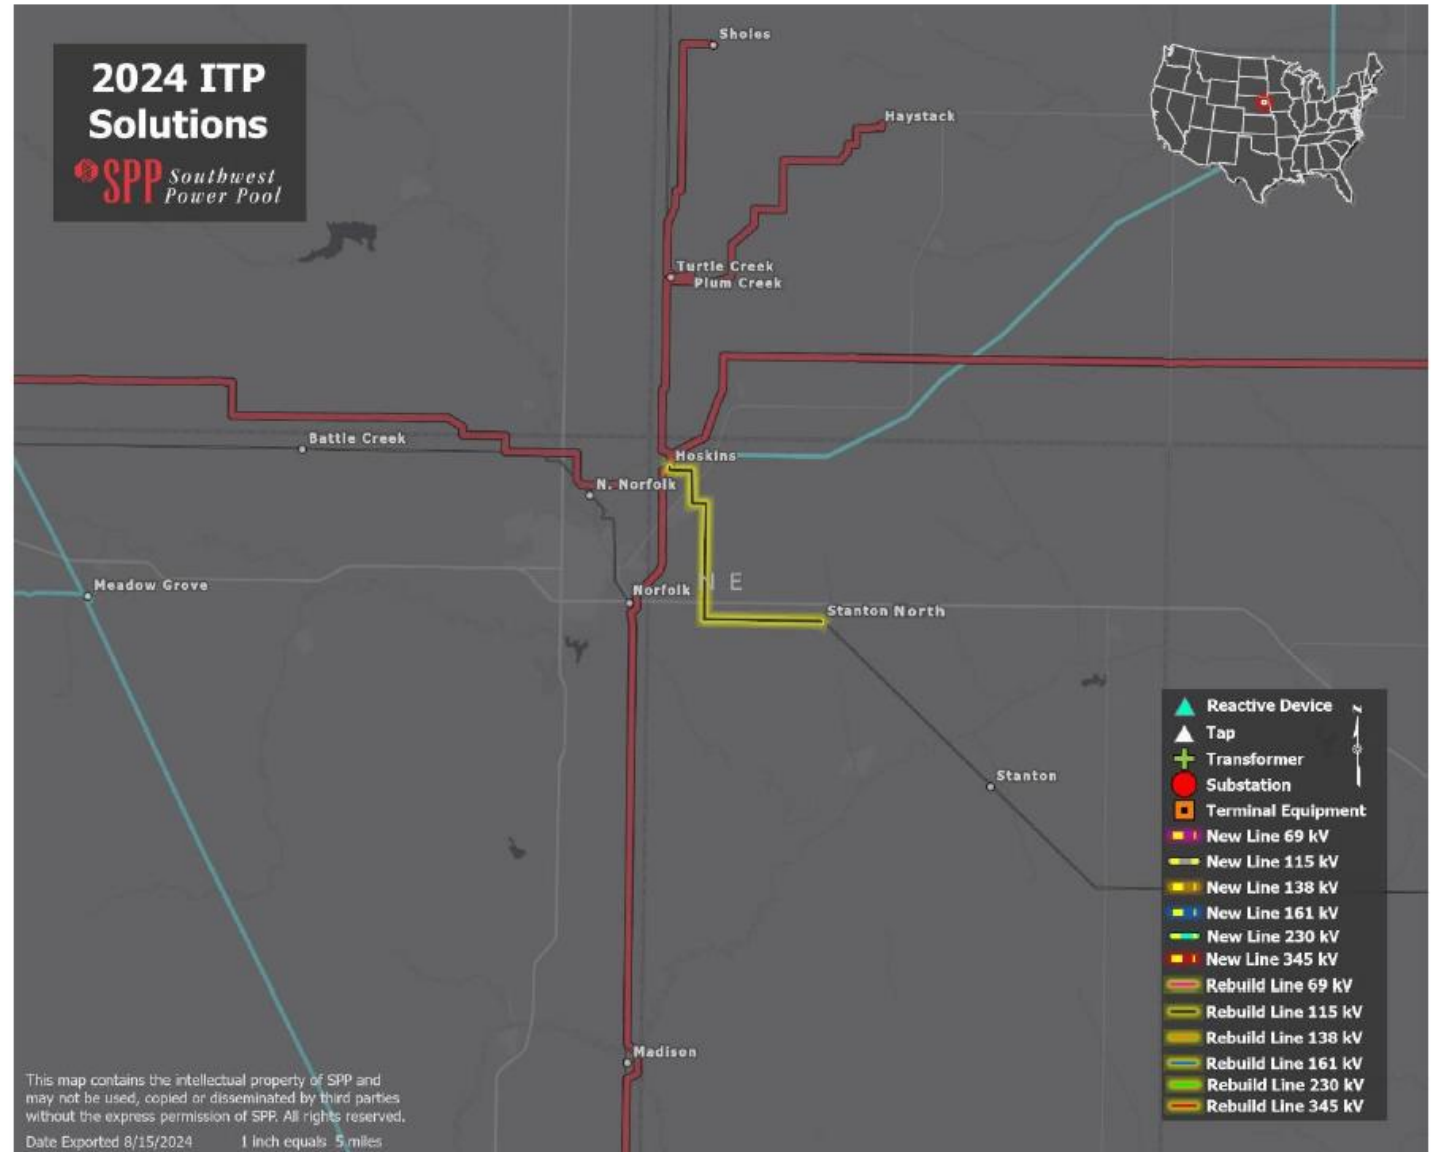 2024 ITP
Solutions
SPP Southwest
Power Pool
Sholes
Haystack
Turtle Creek
Plum Creek
Battle Creek
Hoskins
N. Norfolk
Meadow Grove
Norfolk
N E
Stanton North
Stanton
Madison
N
Reactive Device
Tap
Transformer
Substation
Terminal Equipment
New Line 69 kV
New Line 115 kV
New Line 138 kV
New Line 161 kV
New Line 230 kV
New Line 345 kV
Rebuild Line 69 kV
Rebuild Line 115 kV
Rebuild Line 138 kV
Rebuild Line 161 kV
Rebuild Line 230 kV
Rebuild Line 345 kV
This map contains the intellectual property of SPP and
may not be used, copied or disseminated by third parties
without the express permission of SPP. All rights reserved.
Date Exported 8/15/2024 1 inch equals 5 miles